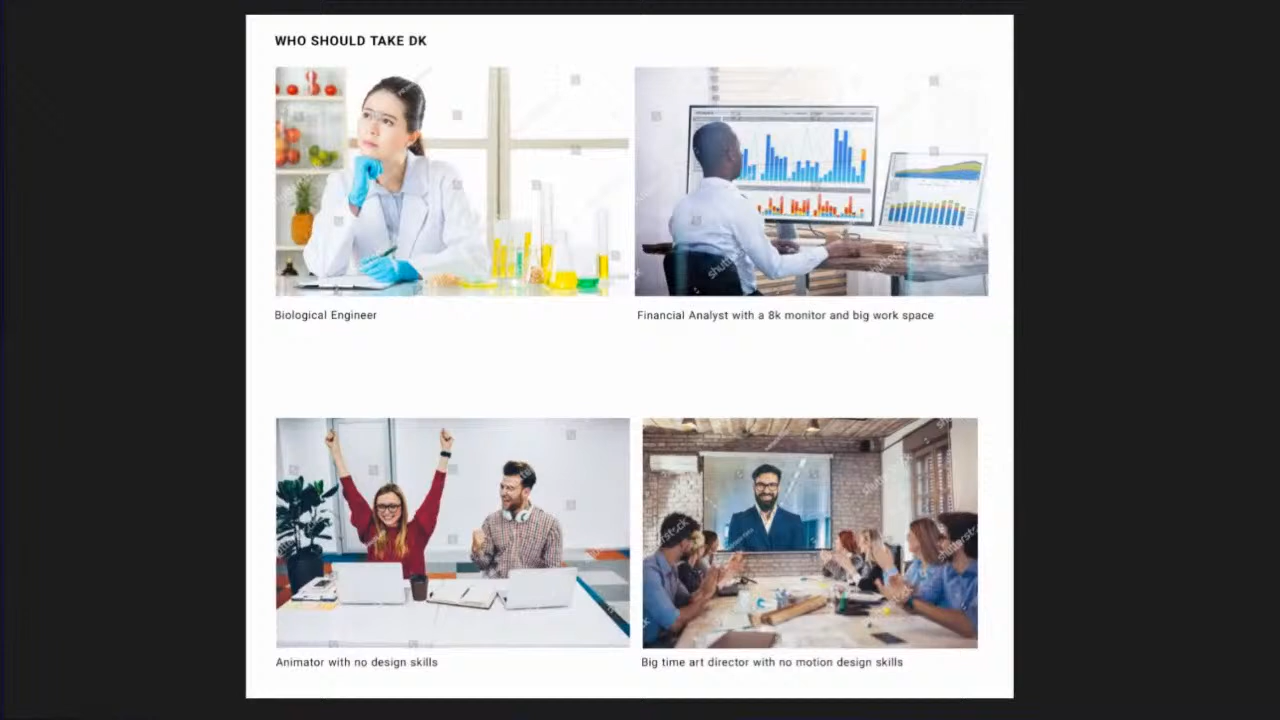 WHO SHOULD TAKE DK
Biological Engineer
Financial Analyst with a 8k monitor and big work space
Animator with no design skills
Big time art director with no motion design skills